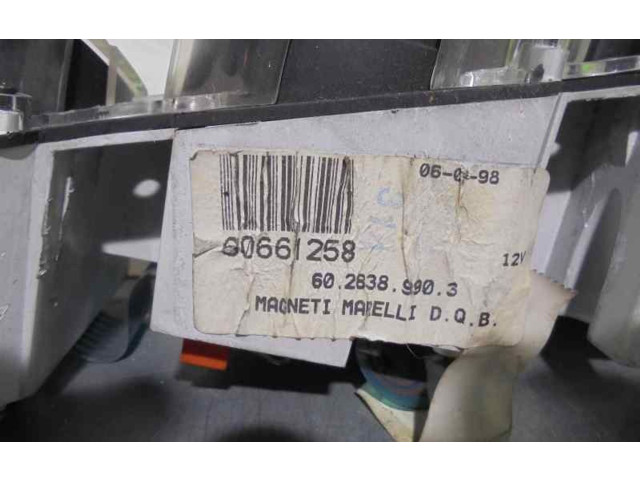 06-04-98
60661258
12V
60.2838.990.3
MAGNETI MARELLI D.Q.B.